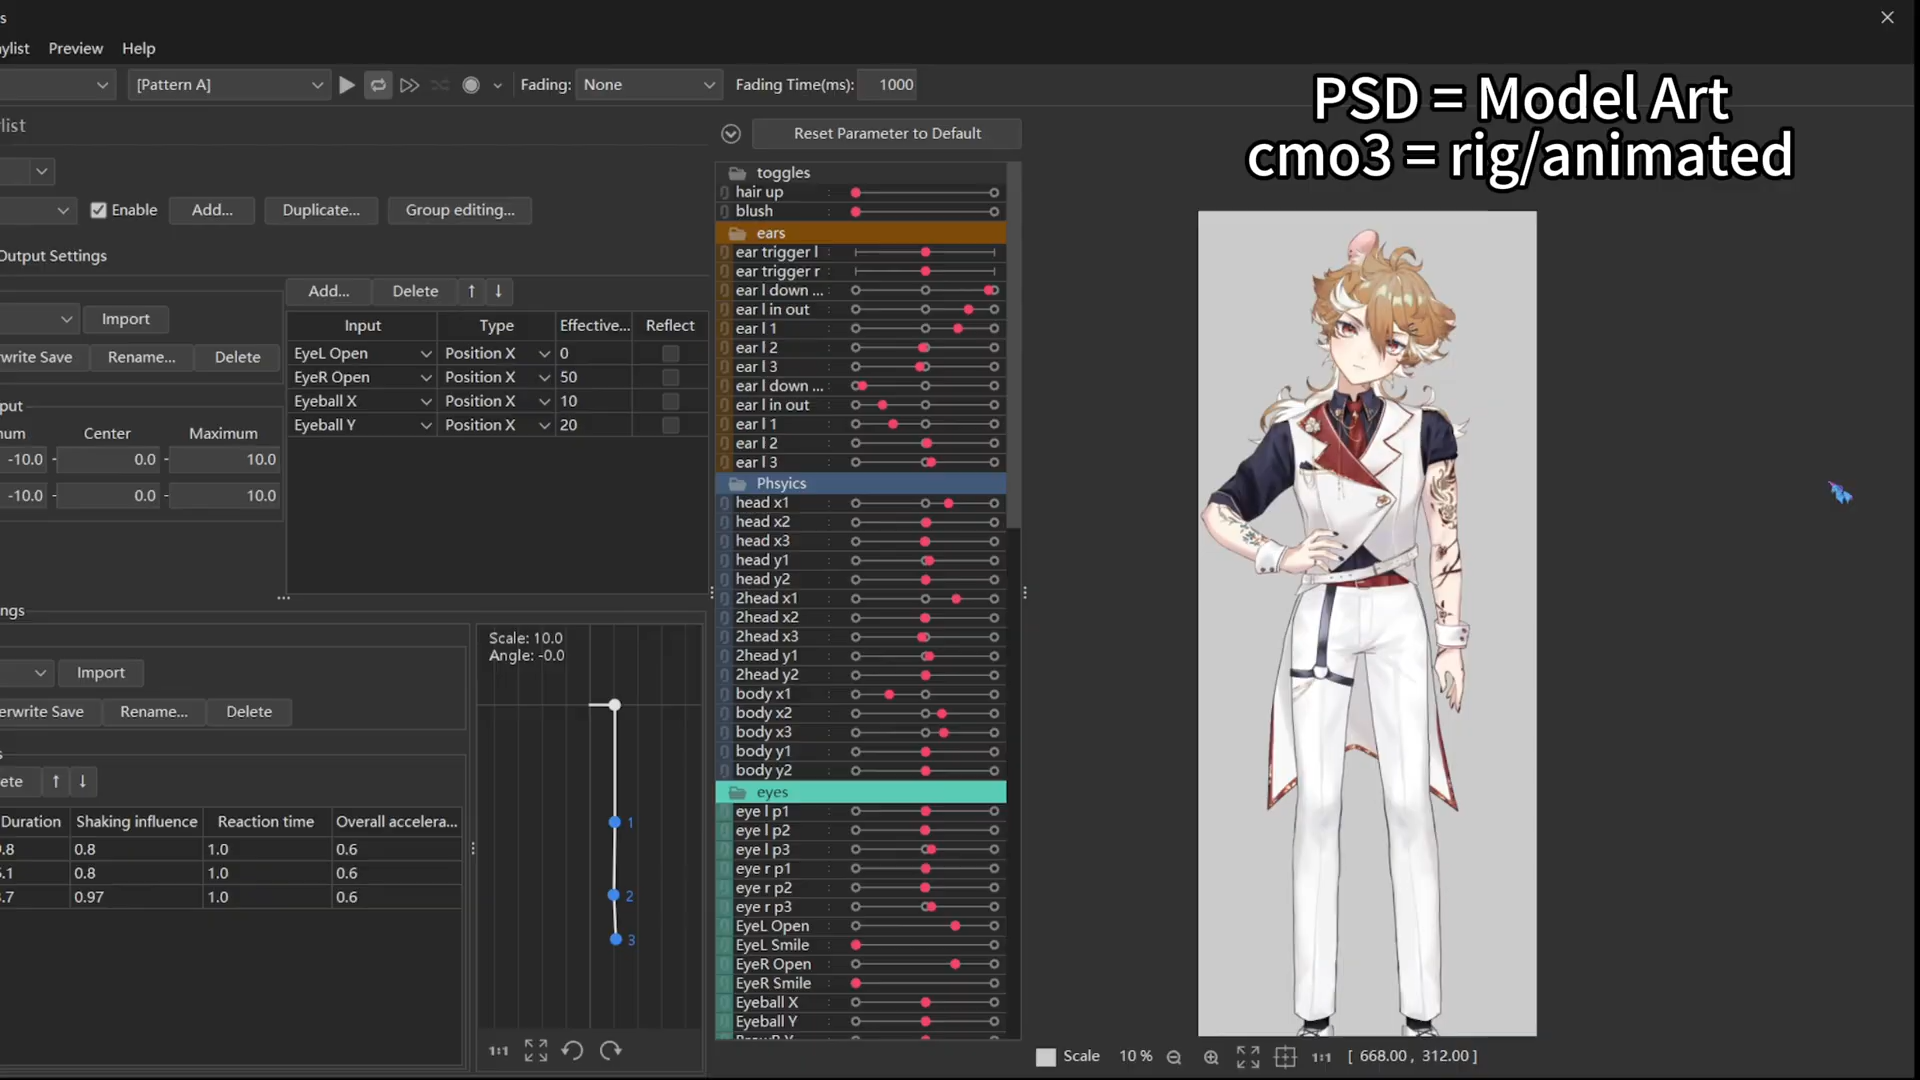 s
aylist Preview Help
[Pattern A] Fading: None Fading Time(ms): 1000
PSD = Model Art
cmo3 = rig/animated
list
Enable Add... Duplicate... Group editing...
Output Settings
Import
write Save Rename... Delete
put
num Center Maximum
-10.0 - 0.0 - 10.0
-10.0 - 0.0 - 10.0
Add... Delete ↑ ↓
Input Type Effective... Reflect
EyeL Open Position X 0
EyeR Open Position X 50
Eyeball X Position X 10
Eyeball Y Position X 20
...
ngs
Import
erwrite Save Rename... Delete
s
ete ↑ ↓
Duration Shaking influence Reaction time Overall accelera...
.8 0.8 1.0 0.6
.1 0.8 1.0 0.6
.7 0.97 1.0 0.6
Scale: 10.0
Angle: -0.0
1
2
3
1:1
Reset Parameter to Default
toggles
hair up :
blush :
ears
ear trigger l :
ear trigger r :
ear l down ... :
ear l in out :
ear l 1 :
ear l 2 :
ear l 3 :
ear l down ... :
ear l in out :
ear l 1 :
ear l 2 :
ear l 3 :
Phsyics
head x1 :
head x2 :
head x3 :
head y1 :
head y2 :
2head x1 :
2head x2 :
2head x3 :
2head y1 :
2head y2 :
body x1 :
body x2 :
body x3 :
body y1 :
body y2 :
eyes
eye l p1 :
eye l p2 :
eye l p3 :
eye r p1 :
eye r p2 :
eye r p3 :
EyeL Open :
EyeL Smile :
EyeR Open :
EyeR Smile :
Eyeball X :
Eyeball Y :
Scale 10 % 1:1 [ 668.00 , 312.00 ]